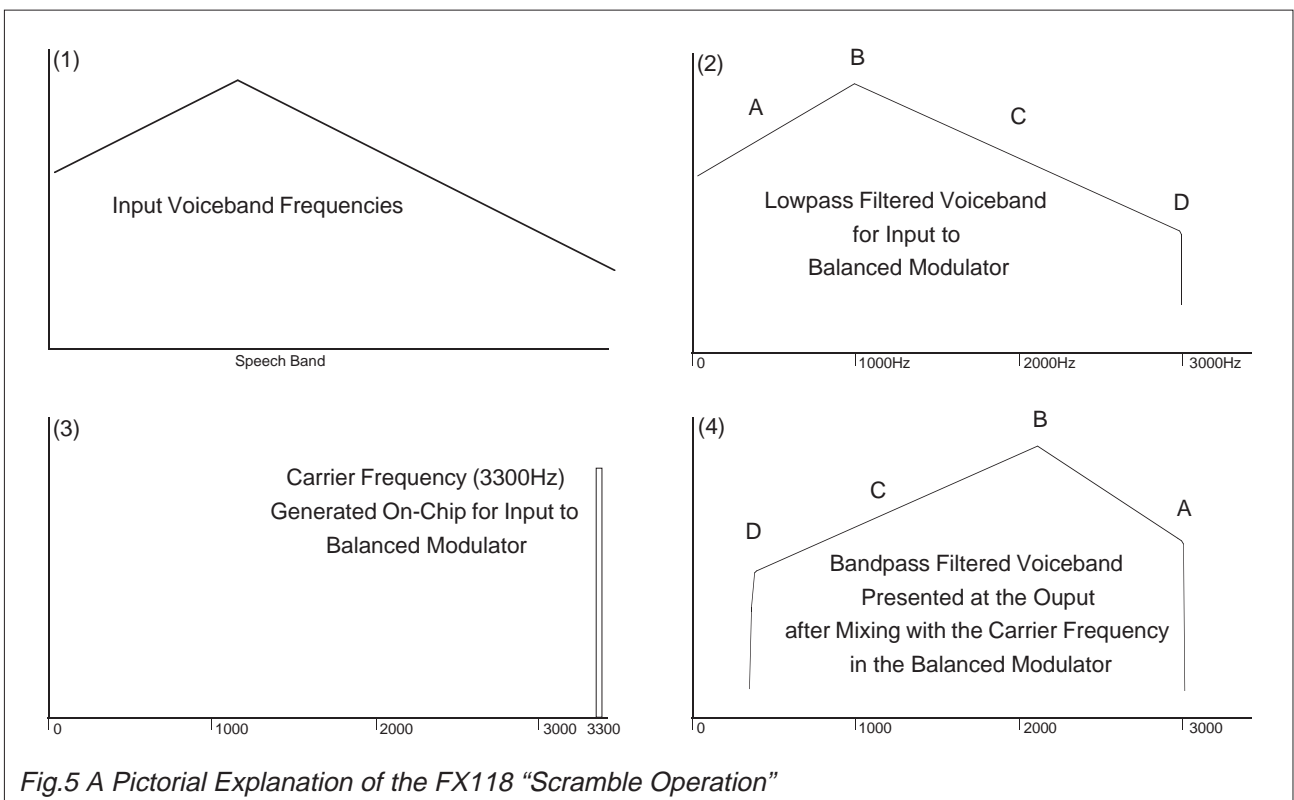 (1)
Input Voiceband Frequencies
Speech Band
(2)
A
B
C
D
Lowpass Filtered Voiceband
for Input to
Balanced Modulator
0 1000Hz 2000Hz 3000Hz
(3)
Carrier Frequency (3300Hz)
Generated On-Chip for Input to
Balanced Modulator
0 1000 2000 3000 3300
(4)
D
C
B
A
Bandpass Filtered Voiceband
Presented at the Ouput
after Mixing with the Carrier Frequency
in the Balanced Modulator
0 1000 2000 3000
Fig.5 A Pictorial Explanation of the FX118 “Scramble Operation”